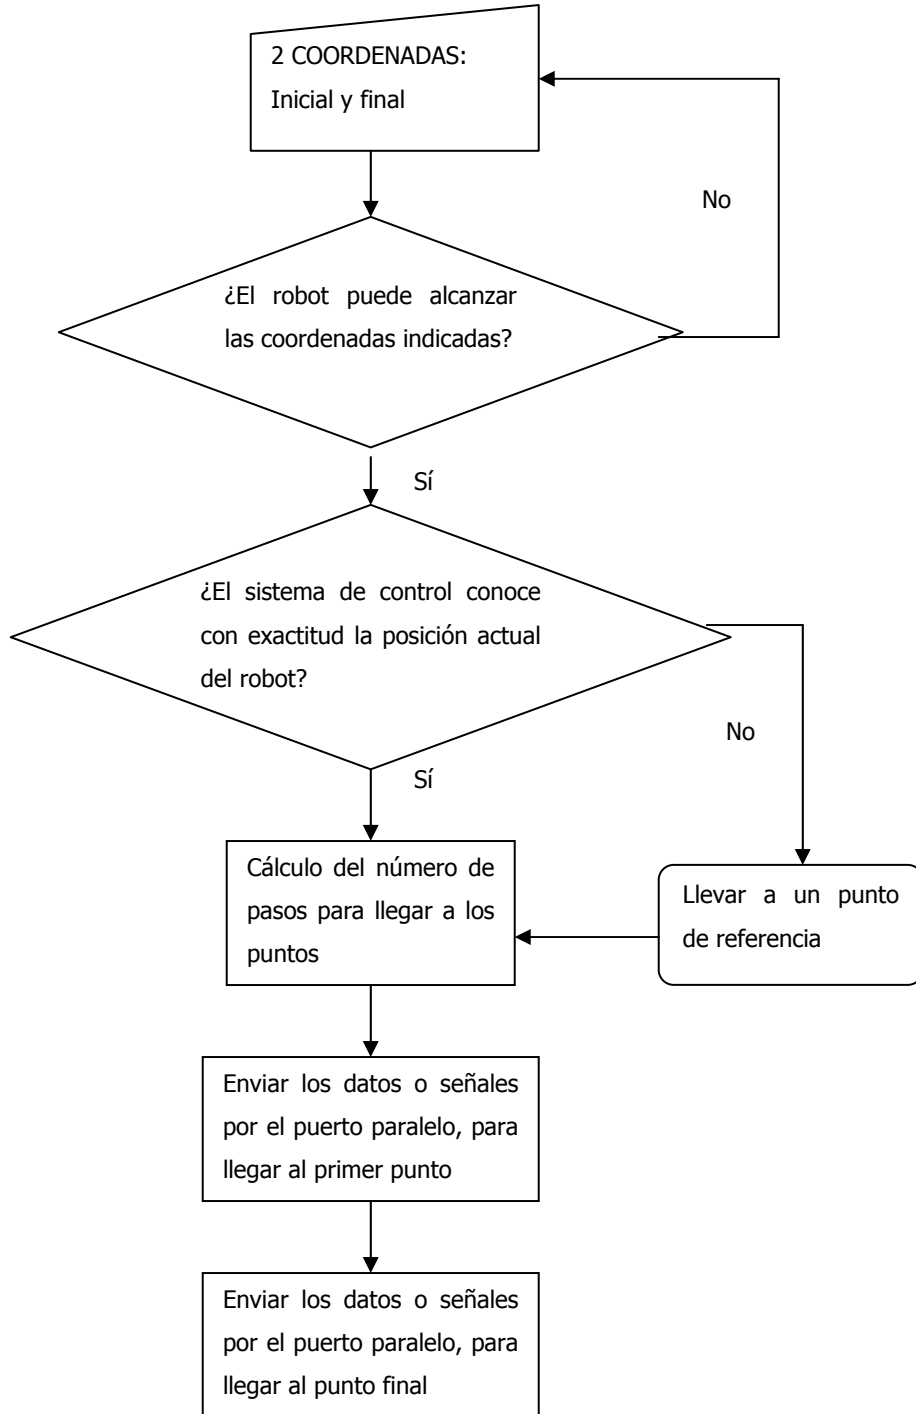 2 COORDENADAS:
Inicial y final
No
¿El robot puede alcanzar
las coordenadas indicadas?
Sí
¿El sistema de control conoce
con exactitud la posición actual
del robot?
No
Sí
Cálculo del número de
pasos para llegar a los
puntos
Llevar a un punto
de referencia
Enviar los datos o señales
por el puerto paralelo, para
llegar al primer punto
Enviar los datos o señales
por el puerto paralelo, para
llegar al punto final